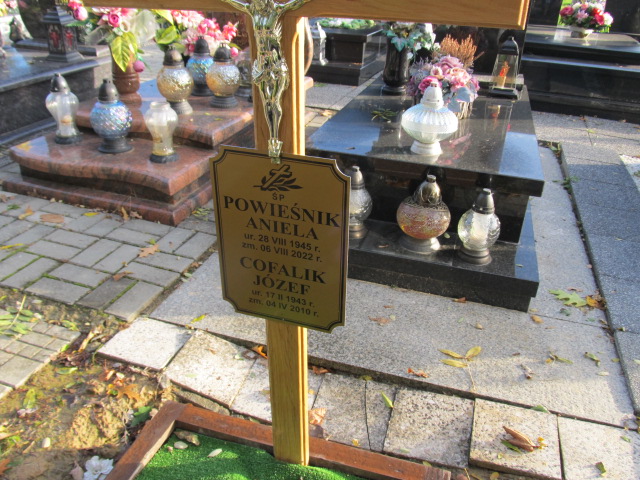 ŚP
POWIEŚNIK
ANIELA
ur. 28 VIII 1945 r.
zm. 06 VIII 2022 r.
COFALIK
JÓZEF
ur. 17 II 1943 r.
zm. 04 IV 2010 r.